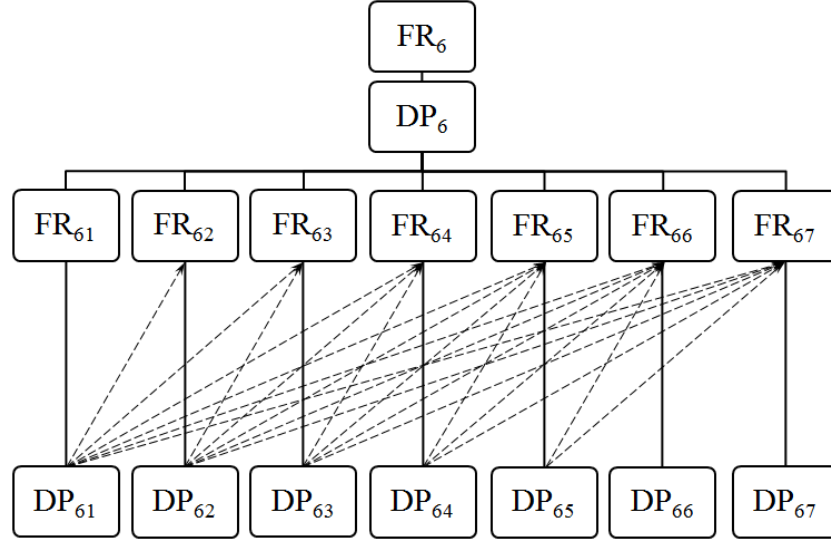 FR₆
DP₆
FR₆₁ FR₆₂ FR₆₃ FR₆₄ FR₆₅ FR₆₆ FR₆₇
DP₆₁ DP₆₂ DP₆₃ DP₆₄ DP₆₅ DP₆₆ DP₆₇